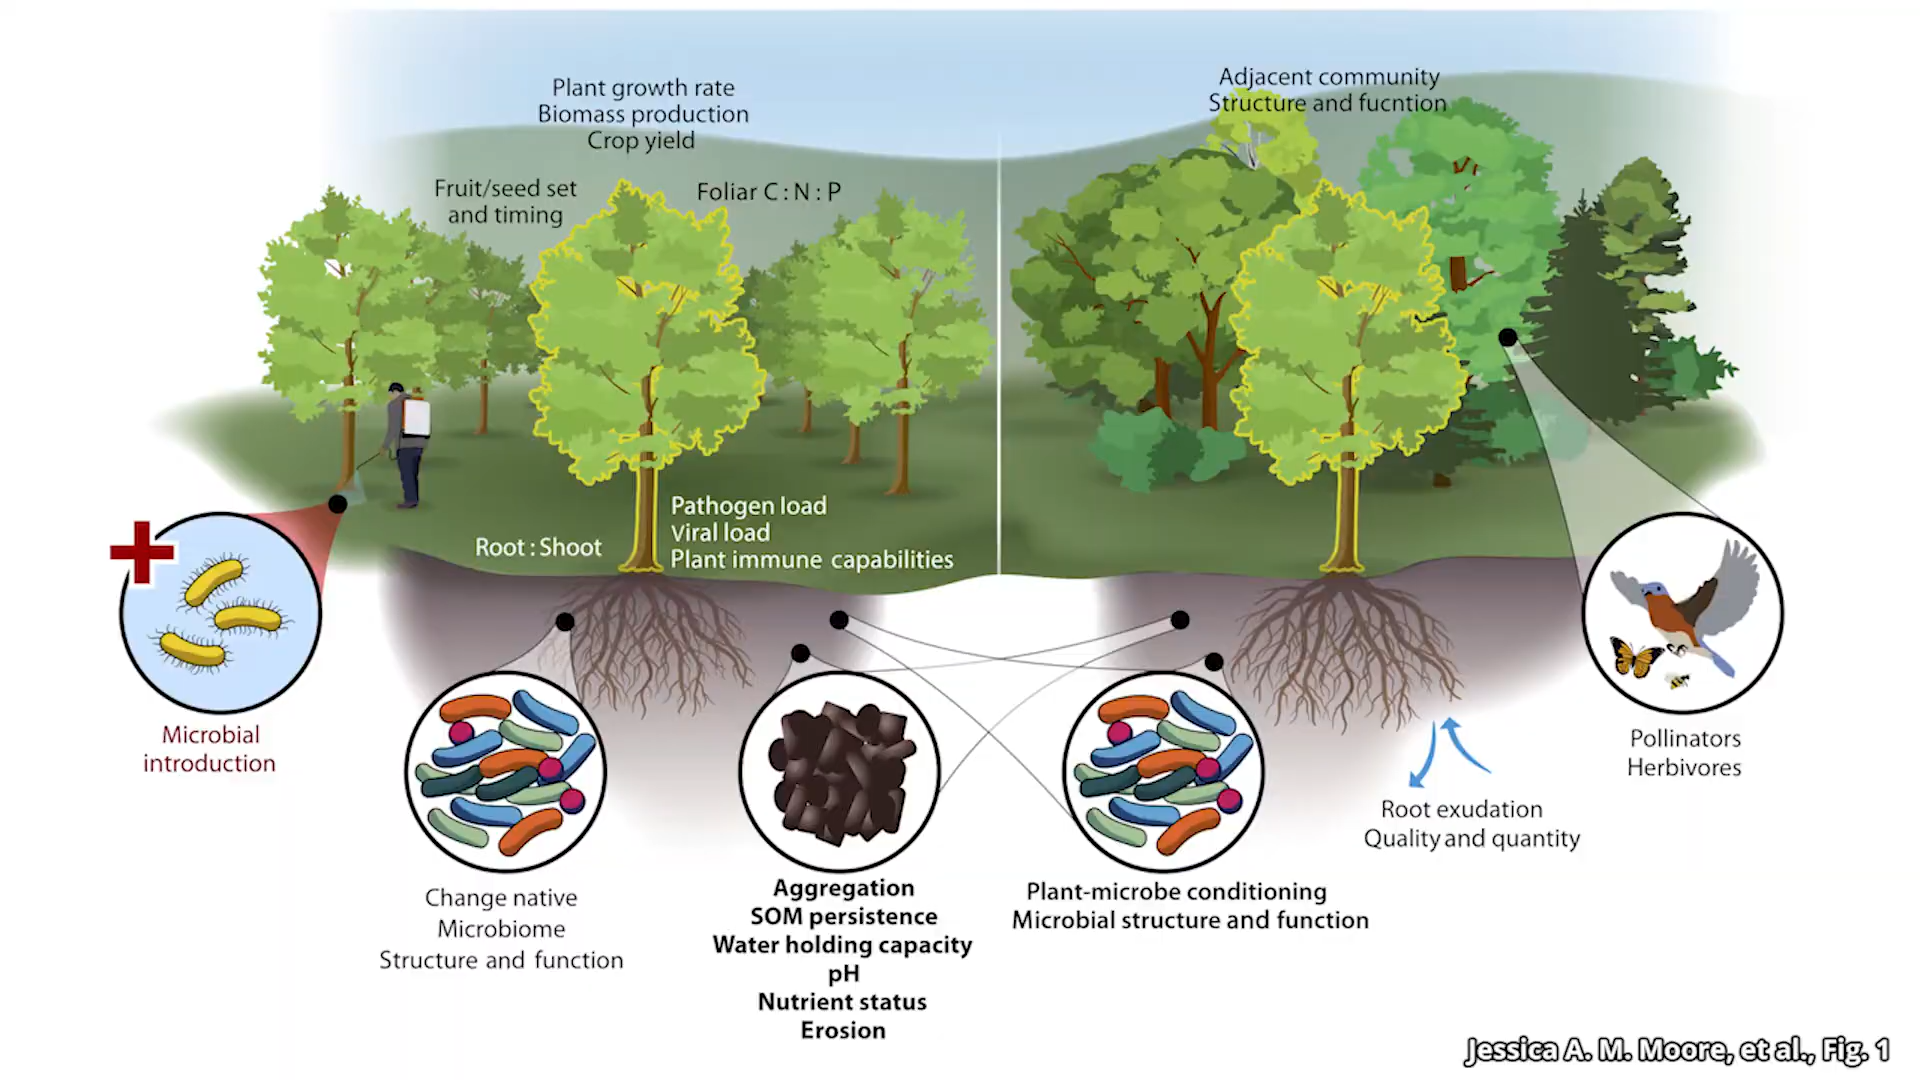 Plant growth rate
Biomass production
Crop yield
Fruit/seed set
and timing
Foliar C : N : P
Adjacent community
Structure and fucntion
Root : Shoot
Pathogen load
Viral load
Plant immune capabilities
Microbial
introduction
Change native
Microbiome
Structure and function
Aggregation
SOM persistence
Water holding capacity
pH
Nutrient status
Erosion
Plant-microbe conditioning
Microbial structure and function
Root exudation
Quality and quantity
Pollinators
Herbivores
Jessica A. M. Moore, et al., Fig. 1